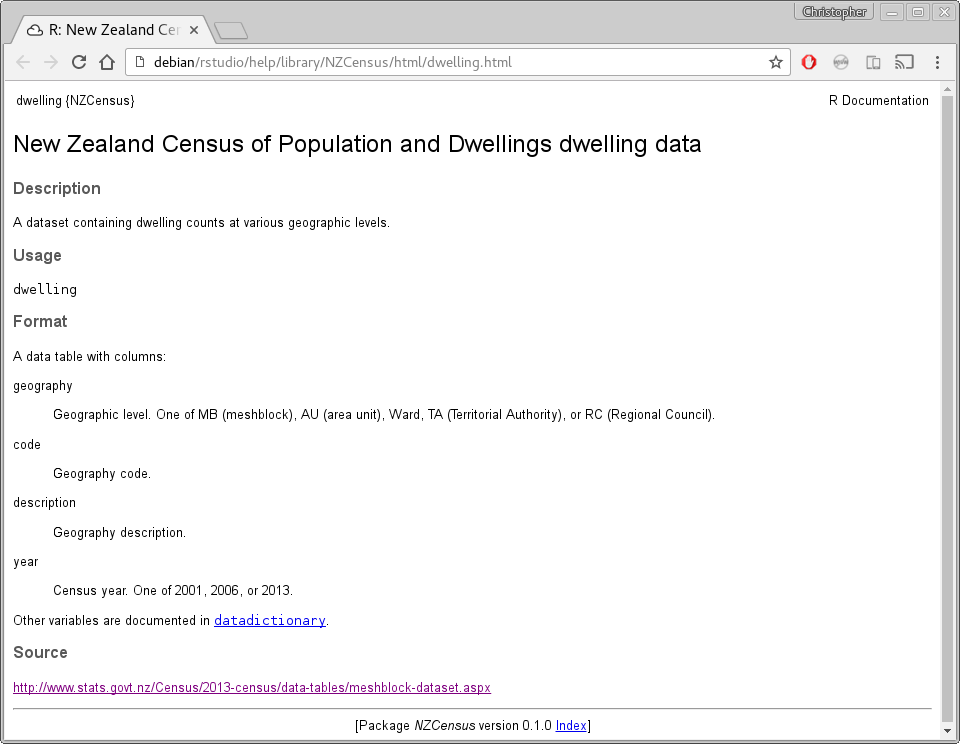 Christopher
R: New Zealand Cen
debian/rstudio/help/library/NZCensus/html/dwelling.html
dwelling {NZCensus} R Documentation
New Zealand Census of Population and Dwellings dwelling data
Description
A dataset containing dwelling counts at various geographic levels.
Usage
dwelling
Format
A data table with columns:
geography
Geographic level. One of MB (meshblock), AU (area unit), Ward, TA (Territorial Authority), or RC (Regional Council).
code
Geography code.
description
Geography description.
year
Census year. One of 2001, 2006, or 2013.
Other variables are documented in datadictionary.
Source
http://www.stats.govt.nz/Census/2013-census/data-tables/meshblock-dataset.aspx
[Package NZCensus version 0.1.0 Index]